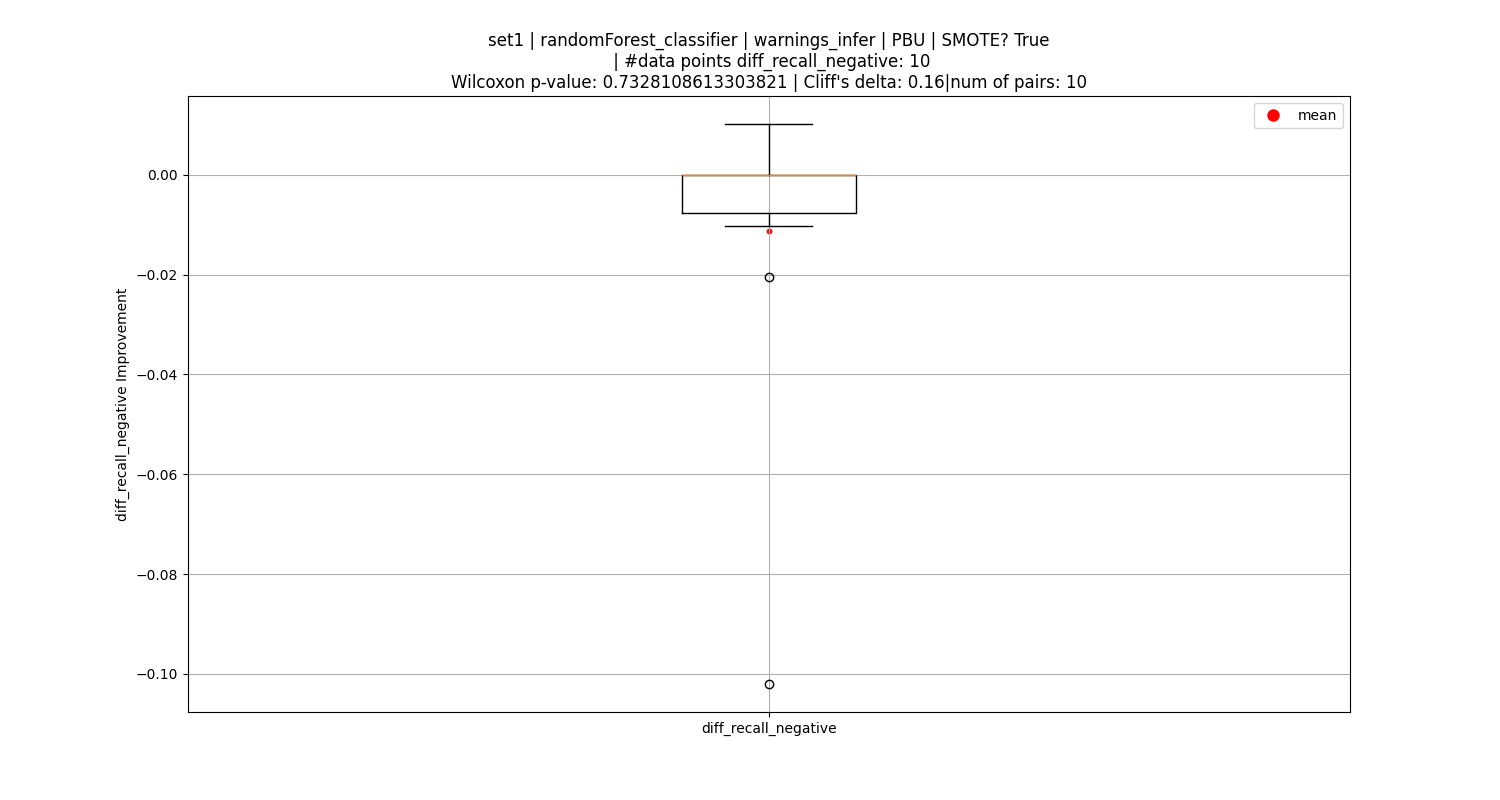 set1 | randomForest_classifier | warnings_infer | PBU | SMOTE? True
| #data points diff_recall_negative: 10
Wilcoxon p-value: 0.7328108613303821 | Cliff's delta: 0.16|num of pairs: 10
mean
0.00
−0.02
−0.04
−0.06
−0.08
−0.10
diff_recall_negative Improvement
diff_recall_negative